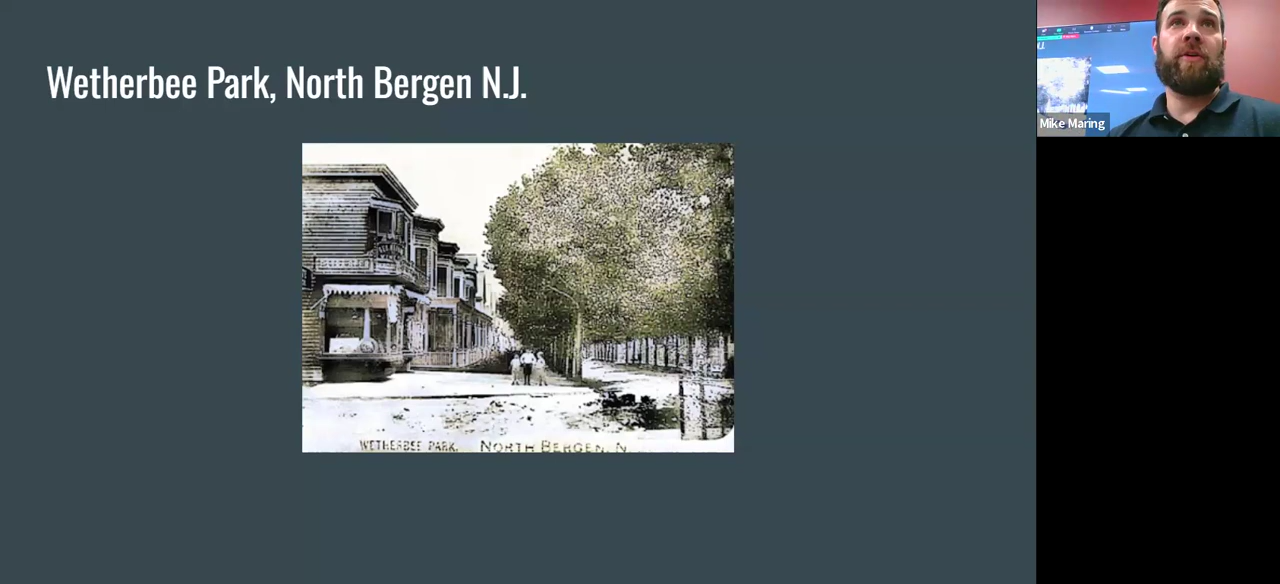 Wetherbee Park, North Bergen N.J.
Mike Maring
WETHERBEE PARK. NORTH BERGEN, N